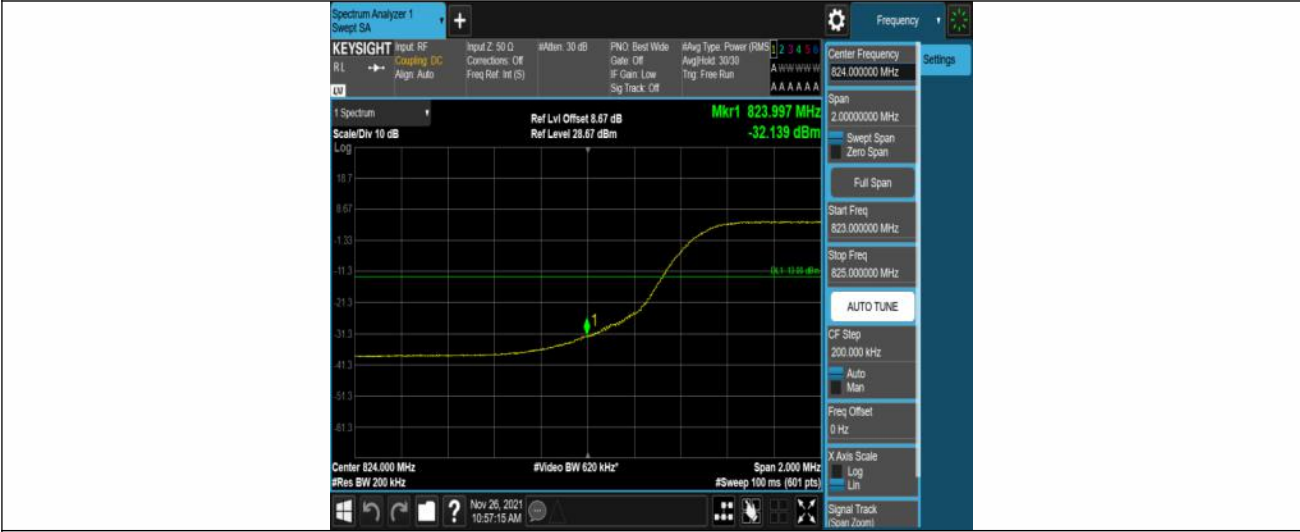 Spectrum Analyzer 1
Swept SA
Frequency
KEYSIGHT
RL
Input: RF
Coupling: DC
Align: Auto
Input Z: 50 Ω
Corrections: Off
Freq Ref: Int (S)
#Atten: 30 dB
PNO: Best Wide
Gate: Off
IF Gain: Low
Sig Track: Off
#Avg Type: Power (RMS
Avg|Hold: 30/30
Trig: Free Run
1 2 3 4 5 6
A W W W W W
A A A A A A
Center Frequency
824.000000 MHz
Settings
LV
1 Spectrum
Scale/Div 10 dB
Log
Ref Lvl Offset 8.67 dB
Ref Level 28.67 dBm
Mkr1 823.997 MHz
-32.139 dBm
Span
2.00000000 MHz
Swept Span
Zero Span
Full Span
Start Freq
823.000000 MHz
Stop Freq
825.000000 MHz
AUTO TUNE
CF Step
200.000 kHz
Auto
Man
Freq Offset
0 Hz
X Axis Scale
Log
Lin
Signal Track
(Span Zoom)
18.7
8.67
-1.33
-11.3
DL1 -13.00 dBm
-21.3
1
-31.3
-41.3
-51.3
-61.3
Center 824.000 MHz
#Video BW 620 kHz*
Span 2.000 MHz
#Res BW 200 kHz
#Sweep 100 ms (601 pts)
?
Nov 26, 2021
10:57:15 AM